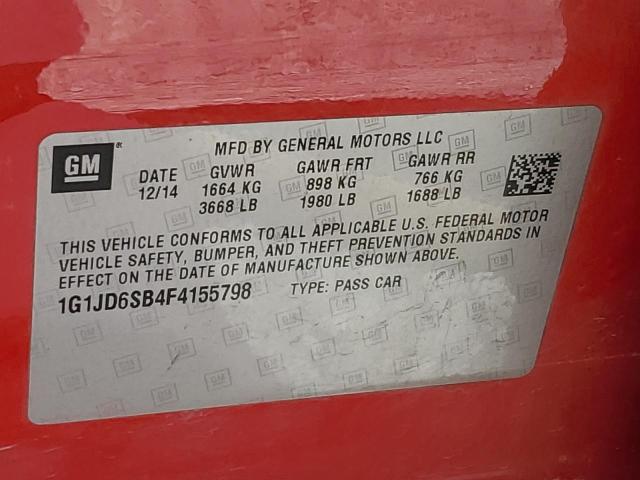 GM
MFD BY GENERAL MOTORS LLC
DATE GVWR GAWR FRT GAWR RR
12/14 1664 KG 898 KG 766 KG
3668 LB 1980 LB 1688 LB
THIS VEHICLE CONFORMS TO ALL APPLICABLE U.S. FEDERAL MOTOR
VEHICLE SAFETY, BUMPER, AND THEFT PREVENTION STANDARDS IN
EFFECT ON THE DATE OF MANUFACTURE SHOWN ABOVE.
1G1JD6SB4F4155798 TYPE: PASS CAR